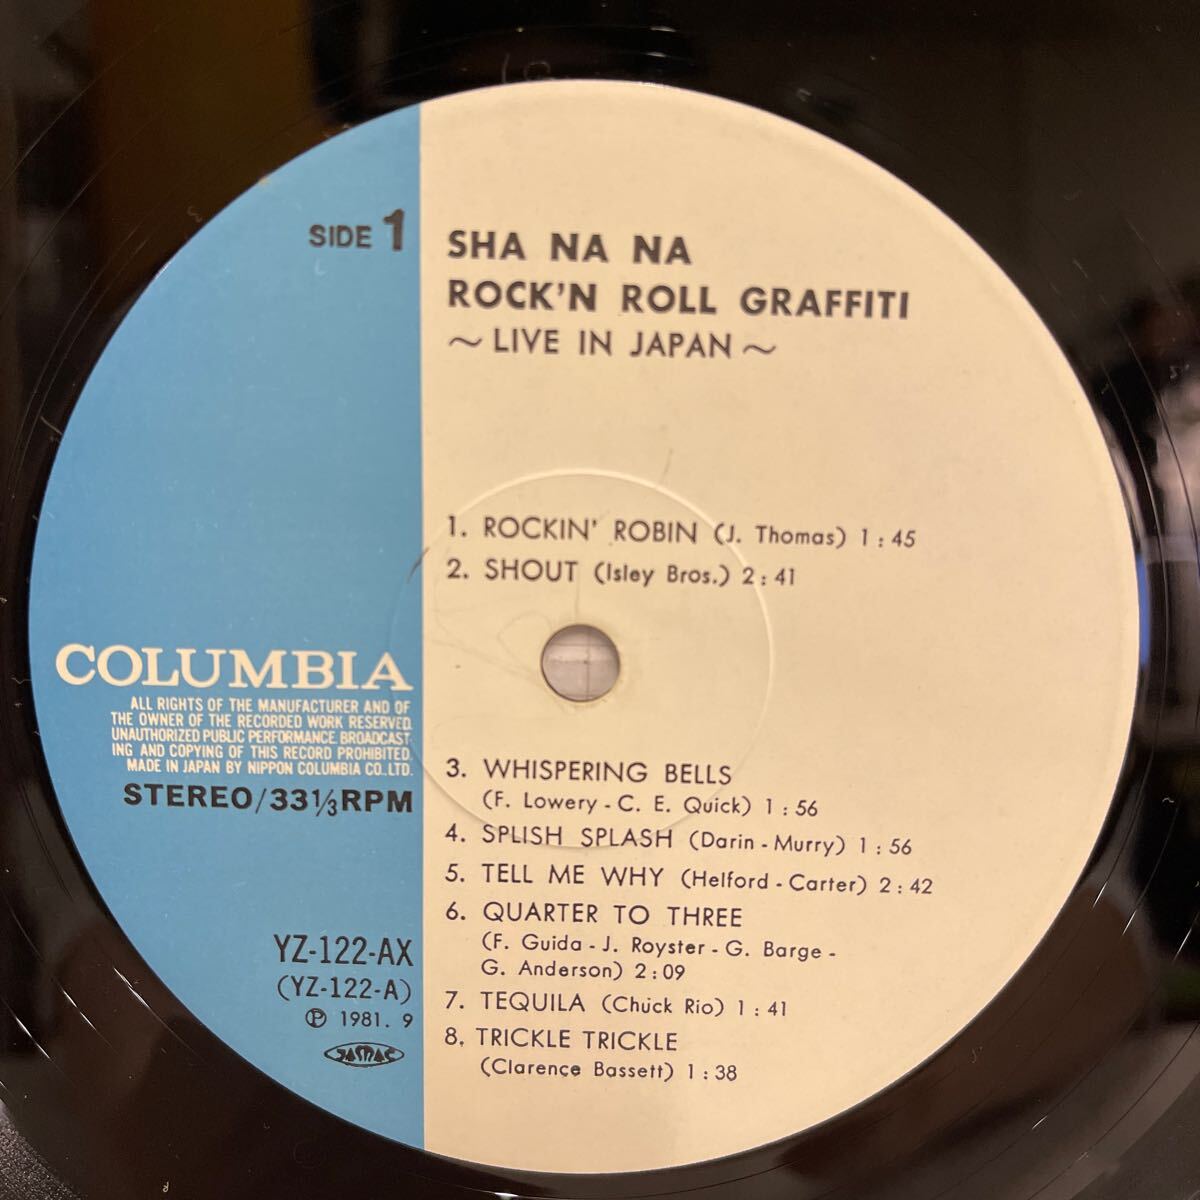 SIDE 1
SHA NA NA
ROCK'N ROLL GRAFFITI
～LIVE IN JAPAN～
1. ROCKIN' ROBIN (J. Thomas) 1:45
2. SHOUT (Isley Bros.) 2:41
COLUMBIA
ALL RIGHTS OF THE MANUFACTURER AND OF
THE OWNER OF THE RECORDED WORK RESERVED.
UNAUTHORIZED PUBLIC PERFORMANCE BROADCAST-
ING AND COPYING OF THIS RECORD PROHIBITED.
MADE IN JAPAN BY NIPPON COLUMBIA CO., LTD.
STEREO/33⅓RPM
3. WHISPERING BELLS
(F. Lowery - C. E. Quick) 1:56
4. SPLISH SPLASH (Darin - Murry) 1:56
5. TELL ME WHY (Helford - Carter) 2:42
6. QUARTER TO THREE
(F. Guida - J. Royster - G. Barge -
G. Anderson) 2:09
7. TEQUILA (Chuck Rio) 1:41
8. TRICKLE TRICKLE
(Clarence Bassett) 1:38
YZ-122-AX
(YZ-122-A)
Ⓟ 1981. 9
JASRAC